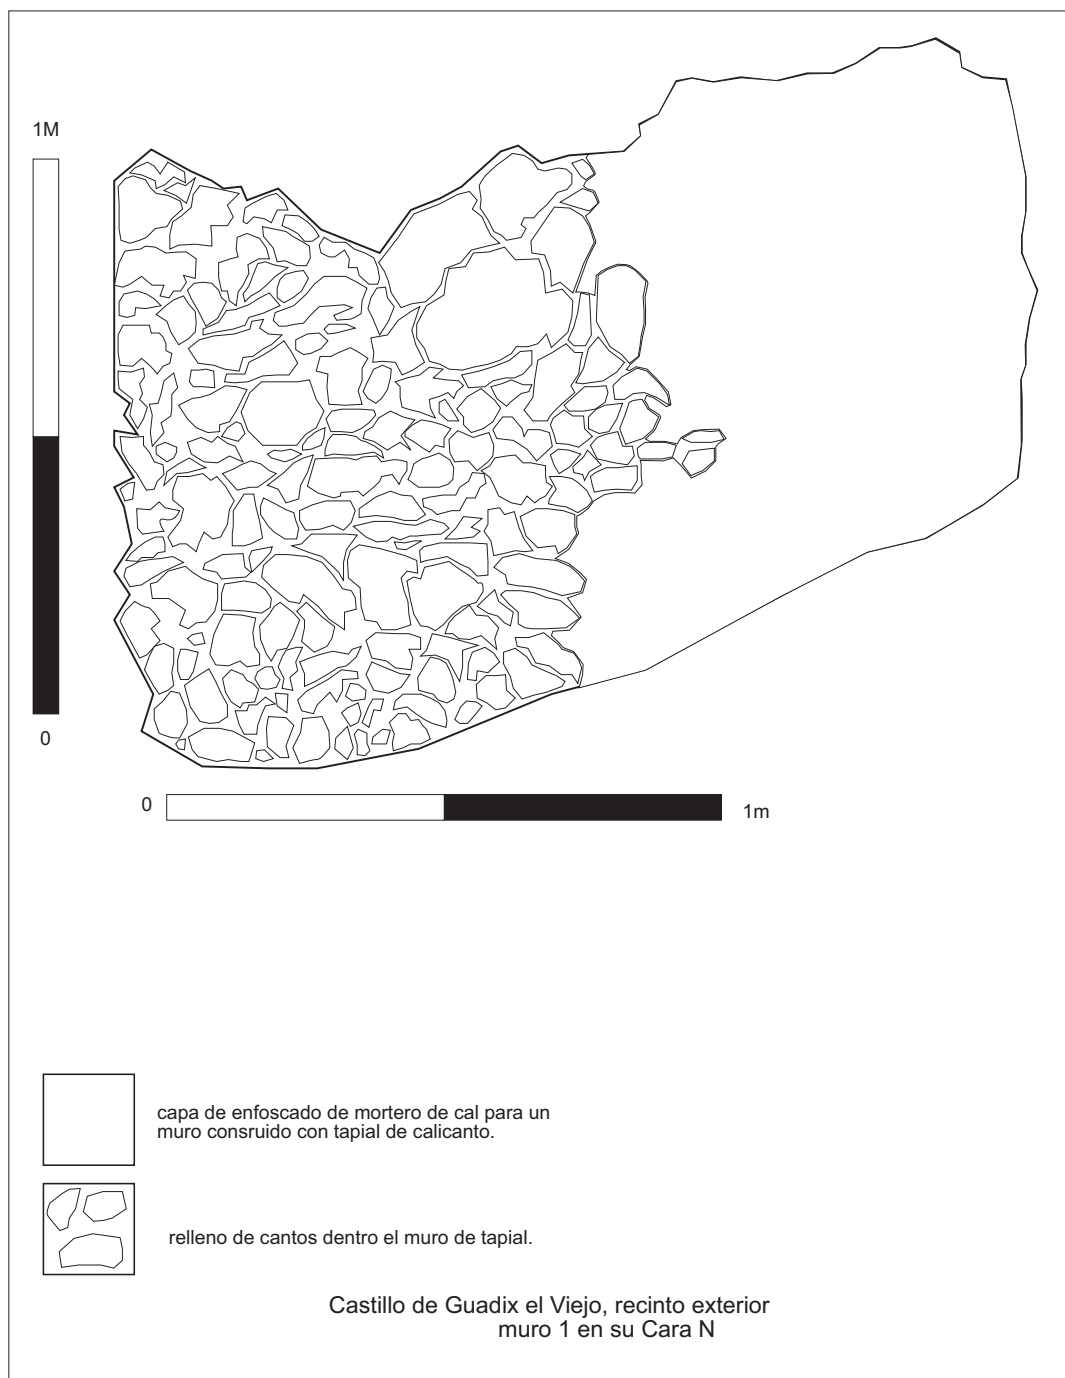 1M
0
0
1m
capa de enfoscado de mortero de cal para un
muro consruido con tapial de calicanto.
relleno de cantos dentro el muro de tapial.
Castillo de Guadix el Viejo, recinto exterior
muro 1 en su Cara N